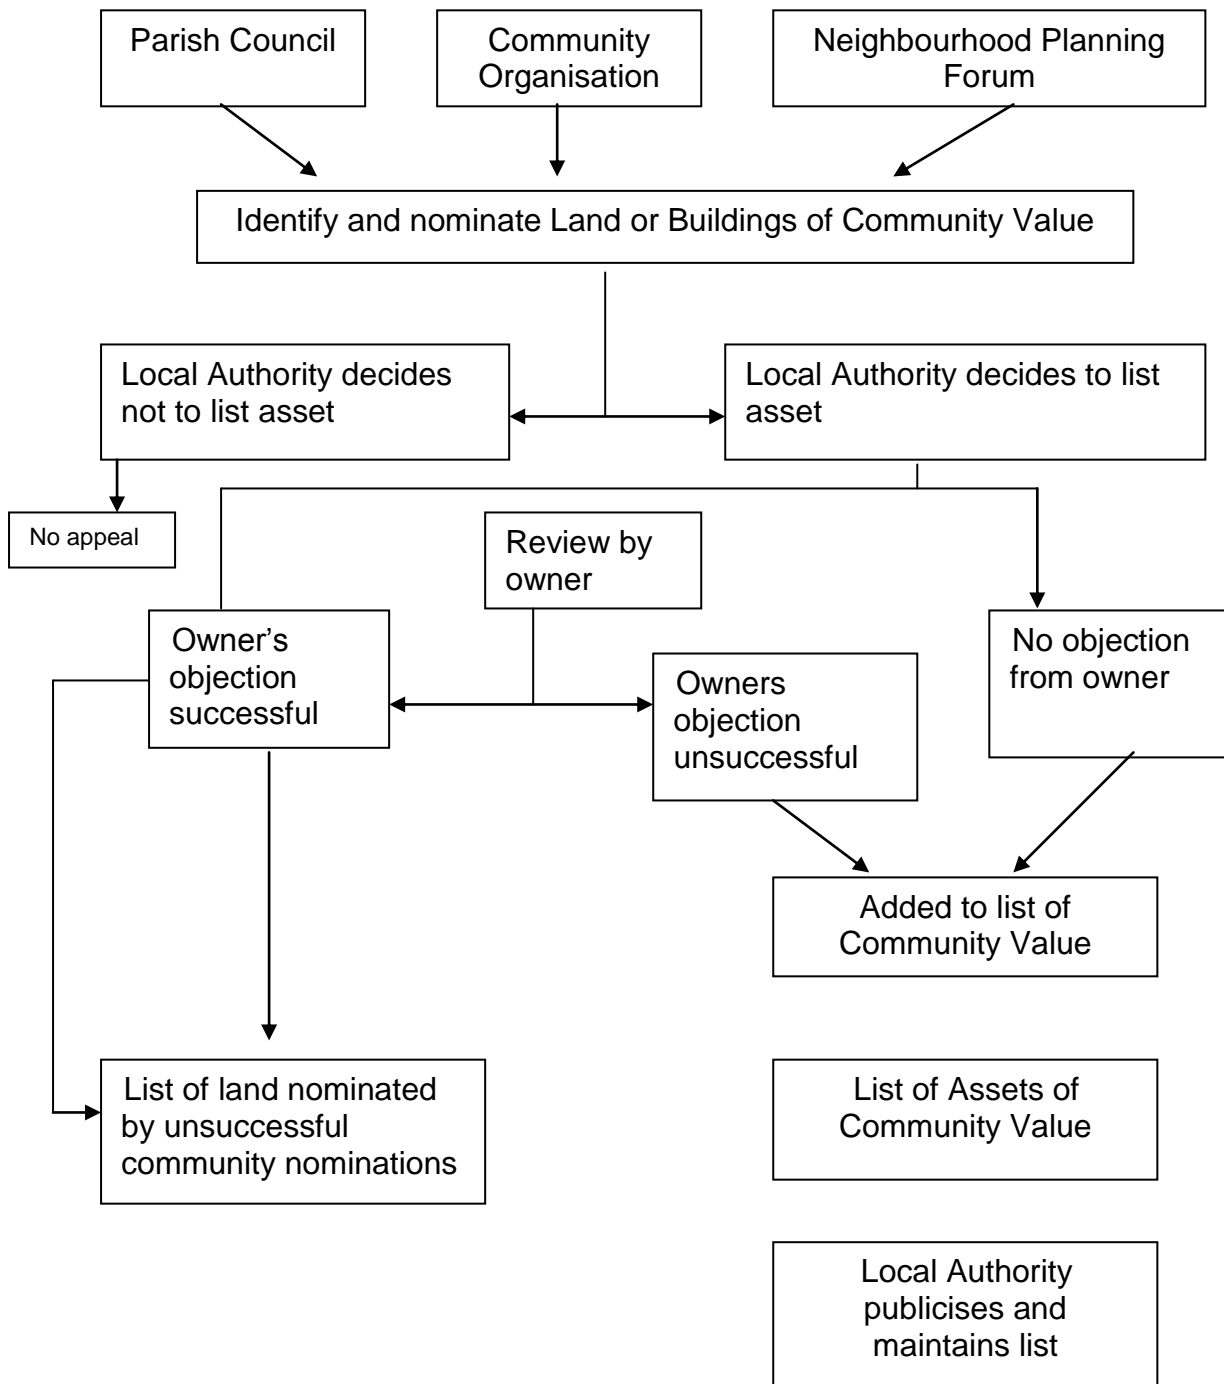 Parish Council
Community
Organisation
Neighbourhood Planning
Forum
Identify and nominate Land or Buildings of Community Value
Local Authority decides
not to list asset
Local Authority decides to list
asset
No appeal
Review by
owner
Owner’s
objection
successful
Owners
objection
unsuccessful
No objection
from owner
Added to list of
Community Value
List of land nominated
by unsuccessful
community nominations
List of Assets of
Community Value
Local Authority
publicises and
maintains list